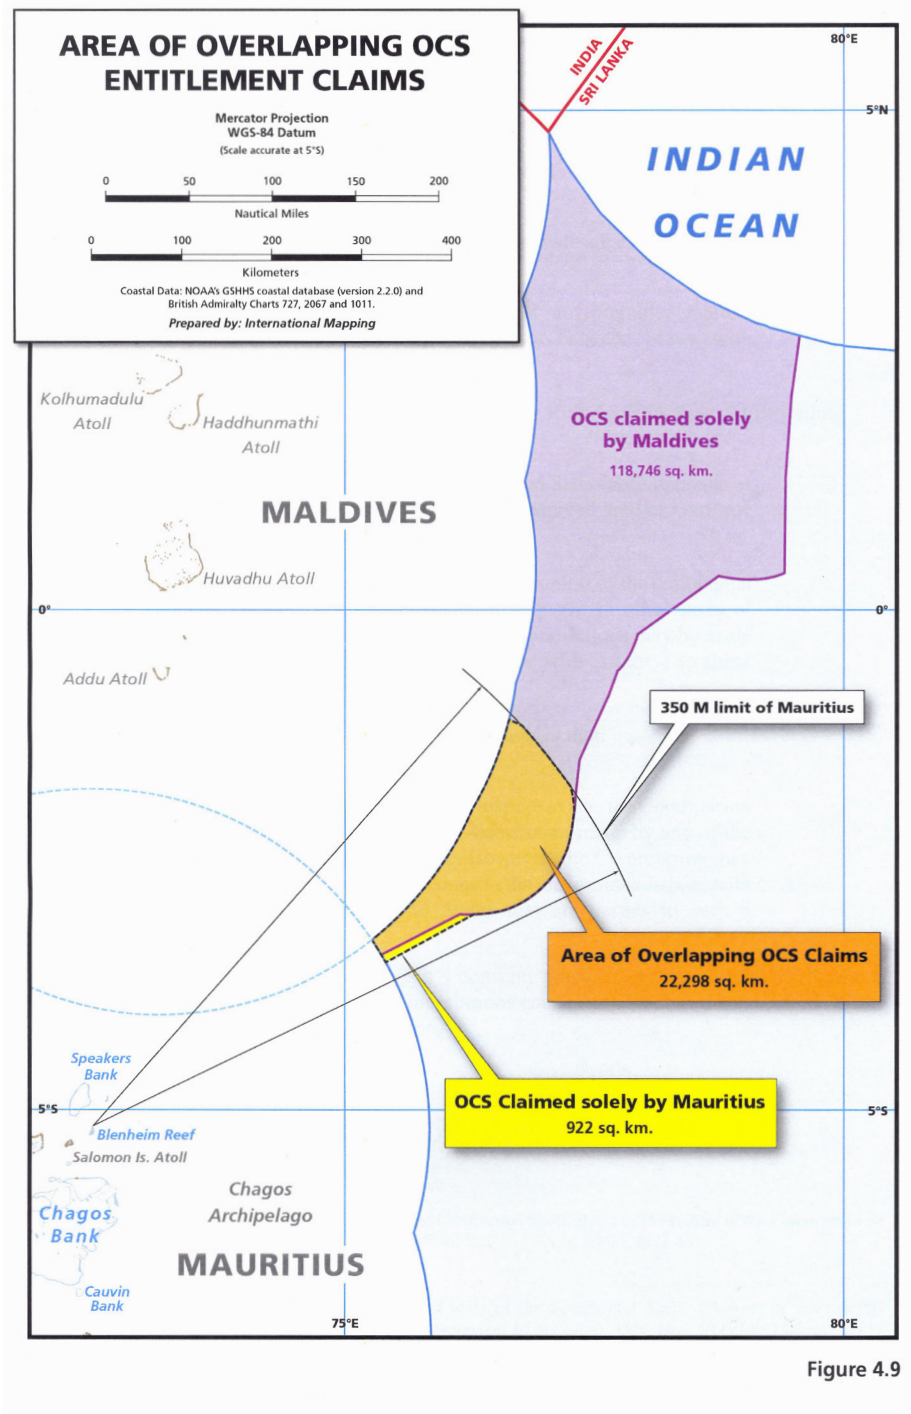 AREA OF OVERLAPPING OCS
ENTITLEMENT CLAIMS
Mercator Projection
WGS-84 Datum
(Scale accurate at 5°S)
0 50 100 150 200
Nautical Miles
0 100 200 300 400
Kilometers
Coastal Data: NOAA's GSHHS coastal database (version 2.2.0) and
British Admiralty Charts 727, 2067 and 1011.
Prepared by: International Mapping
INDIA
SRI LANKA
80°E
5°N
INDIAN
OCEAN
Kolhumadulu
Atoll
Haddhunmathi
Atoll
OCS claimed solely
by Maldives
118,746 sq. km.
MALDIVES
Huvadhu Atoll
0°
0°
Addu Atoll
350 M limit of Mauritius
Area of Overlapping OCS Claims
22,298 sq. km.
Speakers
Bank
OCS Claimed solely by Mauritius
922 sq. km.
5°S
5°S
Blenheim Reef
Salomon Is. Atoll
Chagos
Archipelago
Chagos
Bank
MAURITIUS
Cauvin
Bank
75°E
80°E
Figure 4.9